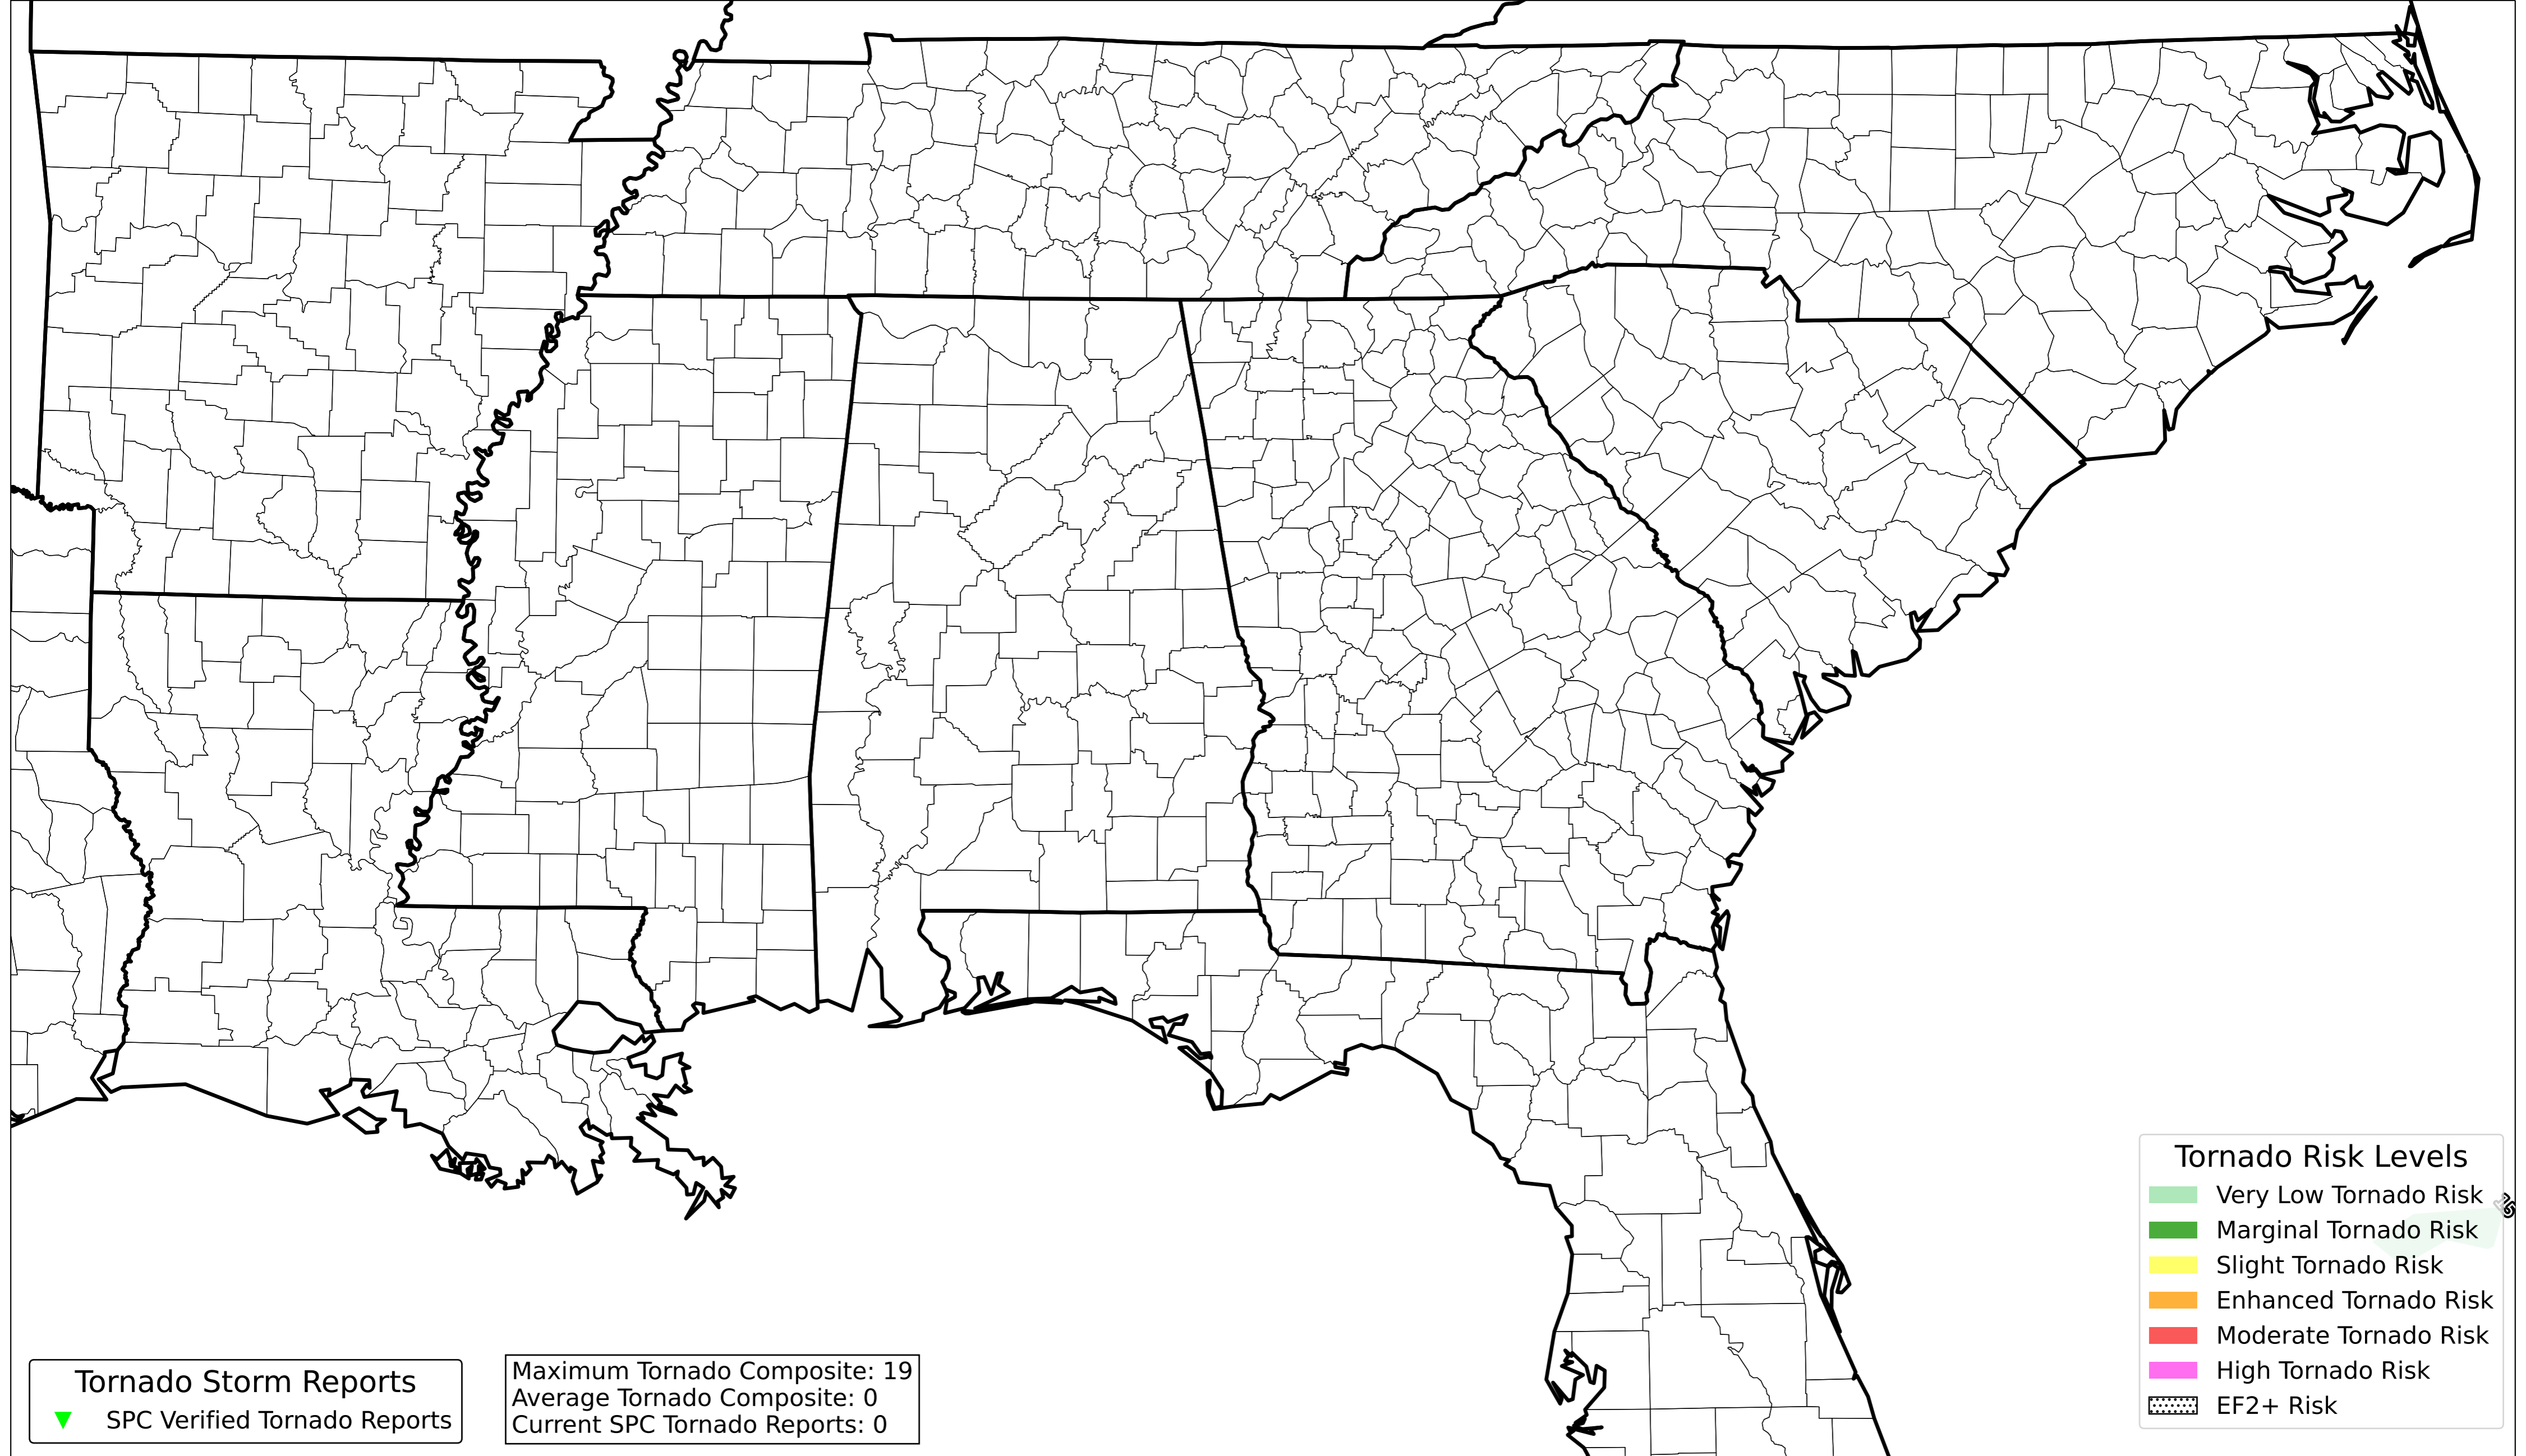 Tornado Risk Levels
Very Low Tornado Risk
Marginal Tornado Risk
Slight Tornado Risk
Enhanced Tornado Risk
Moderate Tornado Risk
High Tornado Risk
EF2+ Risk
Tornado Storm Reports
SPC Verified Tornado Reports
Maximum Tornado Composite: 19
Average Tornado Composite: 0
Current SPC Tornado Reports: 0